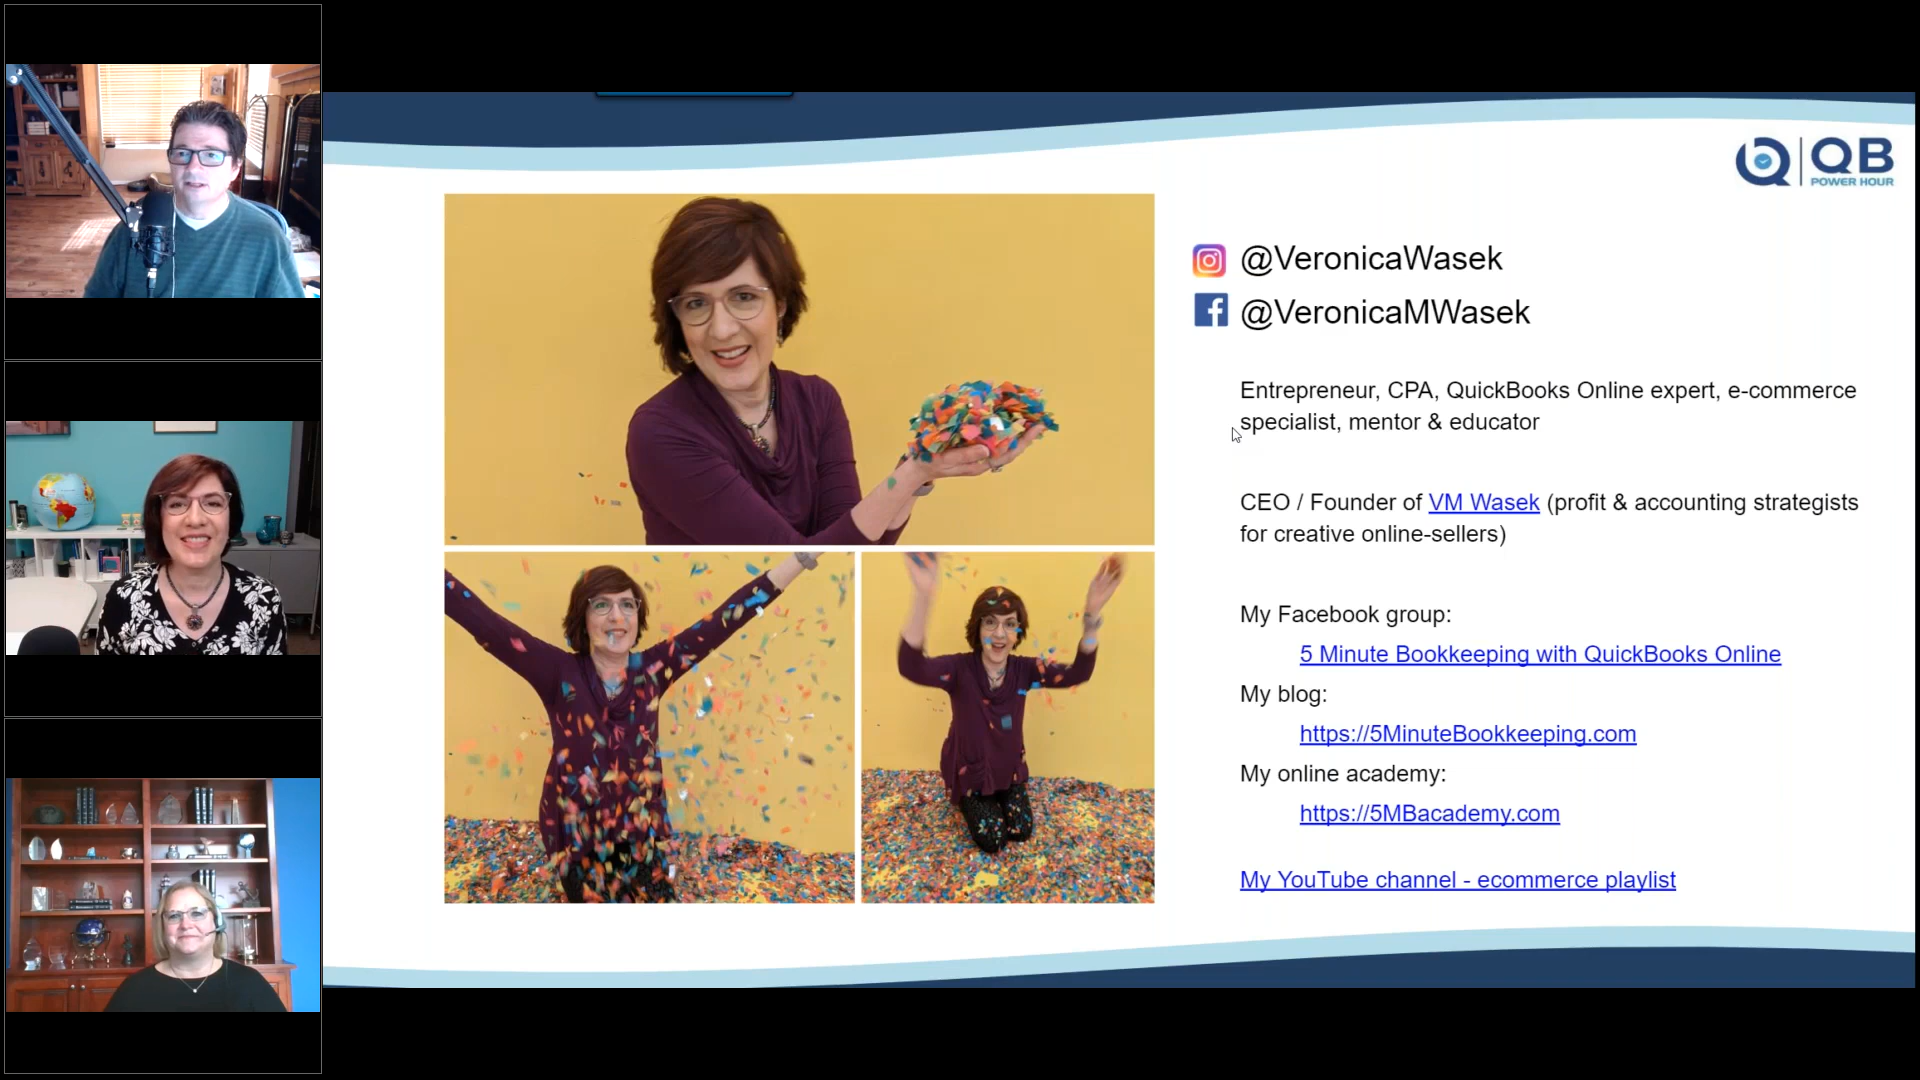 QB
POWER HOUR
@VeronicaWasek
@VeronicaMWasek
Entrepreneur, CPA, QuickBooks Online expert, e-commerce
specialist, mentor & educator
CEO / Founder of VM Wasek (profit & accounting strategists
for creative online-sellers)
My Facebook group:
5 Minute Bookkeeping with QuickBooks Online
My blog:
https://5MinuteBookkeeping.com
My online academy:
https://5MBacademy.com
My YouTube channel - ecommerce playlist